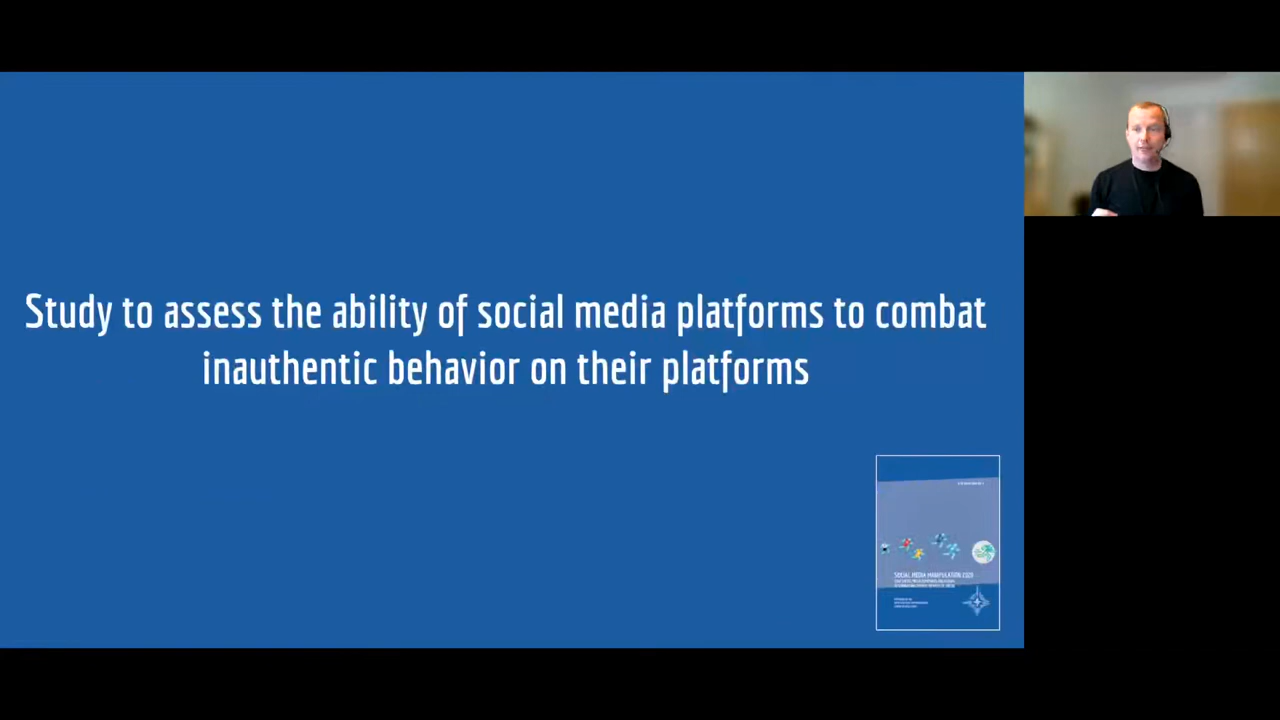 Study to assess the ability of social media platforms to combat
inauthentic behavior on their platforms
SOCIAL MEDIA MANIPULATION 2020